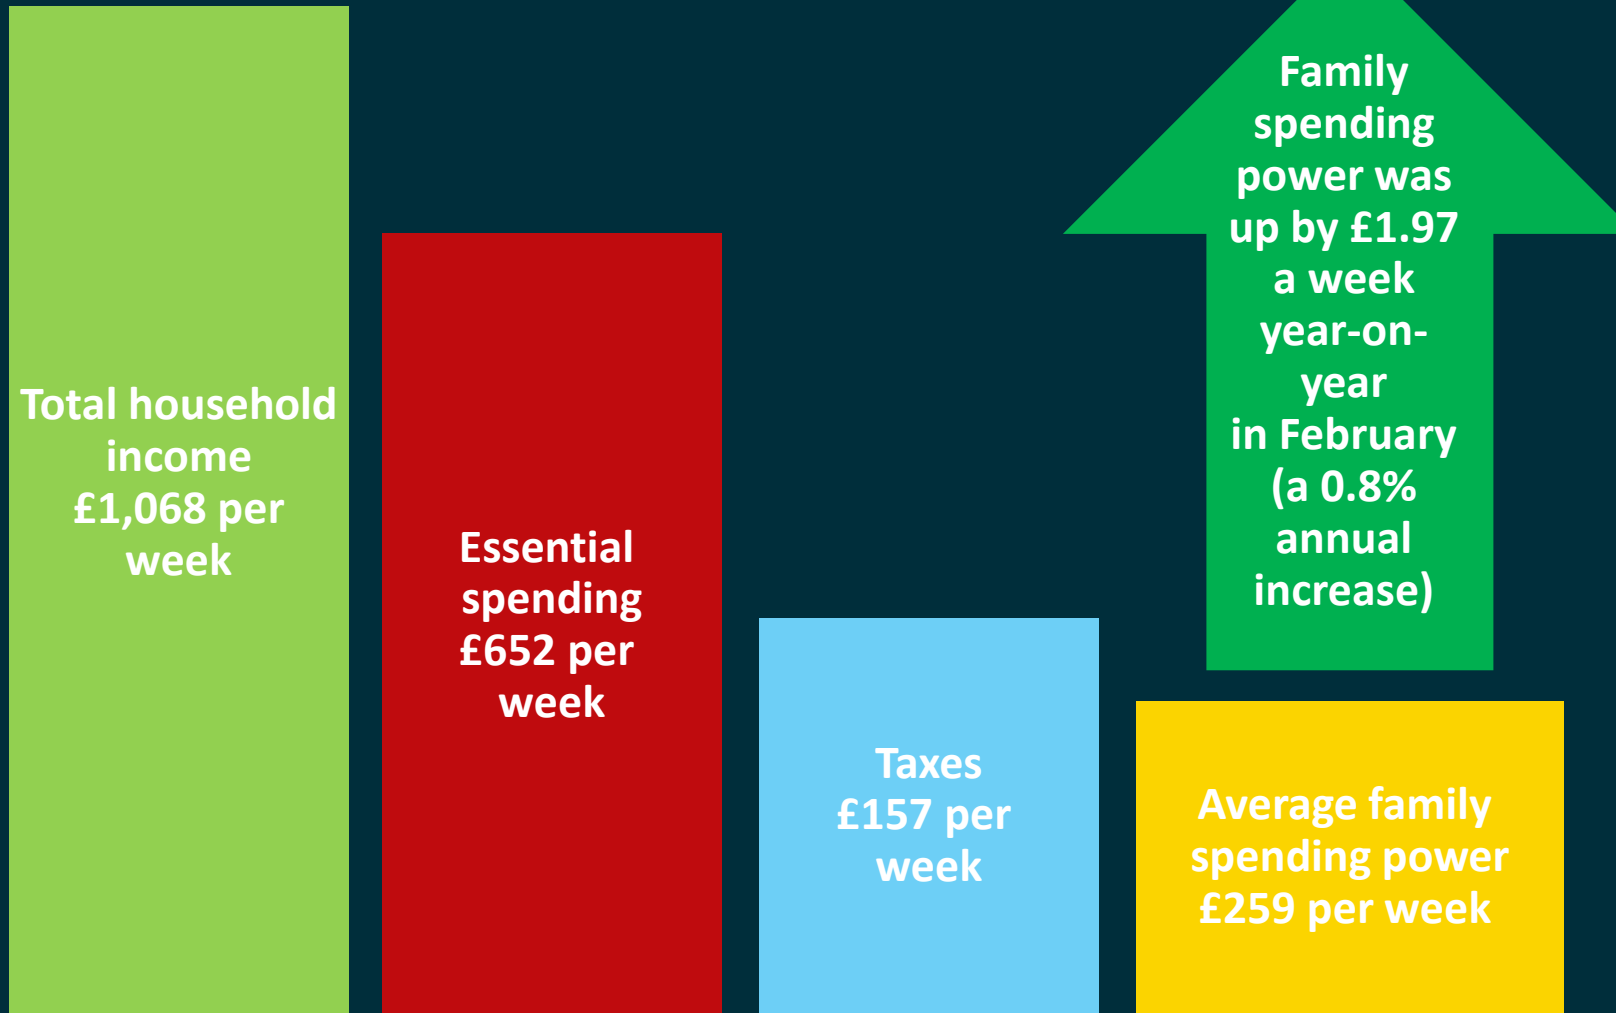 Total household
income
£1,068 per
week
Essential
spending
£652 per
week
Taxes
£157 per
week
Family
spending
power was
up by £1.97
a week
year-on-
year
in February
(a 0.8%
annual
increase)
Average family
spending power
£259 per week